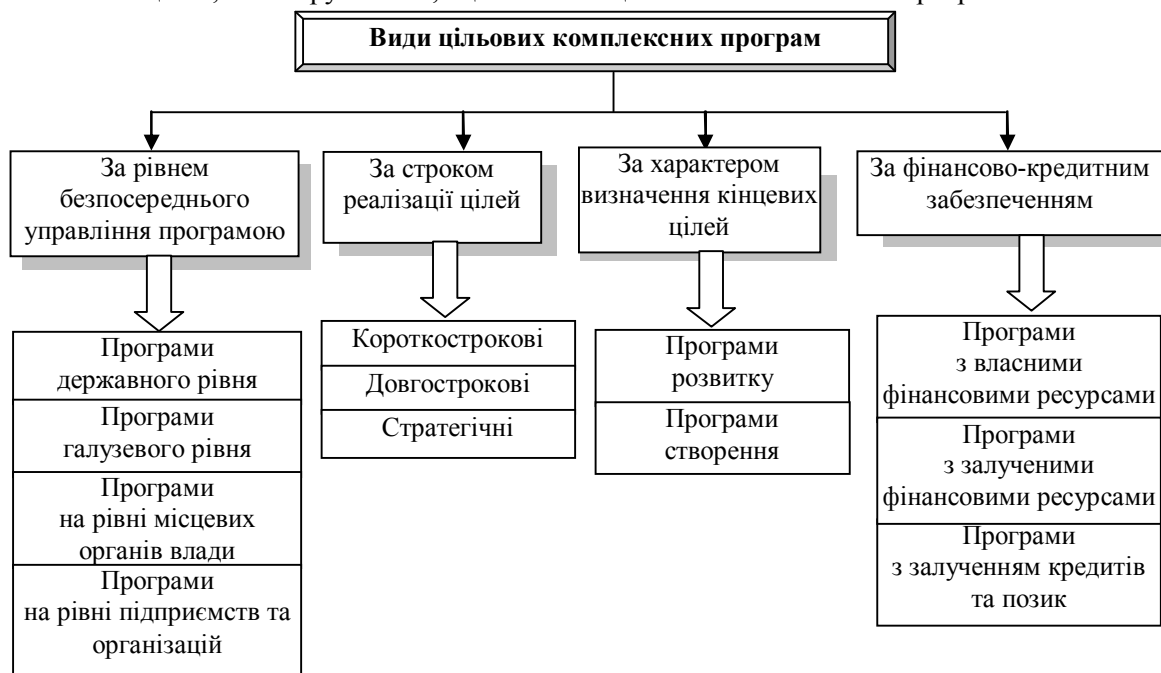 Види цільових комплексних програм
За рівнем
безпосереднього
управління програмою
За строком
реалізації цілей
За характером
визначення кінцевих
цілей
За фінансово-кредитним
забезпеченням
Програми
державного рівня
Програми
галузевого рівня
Програми
на рівні місцевих
органів влади
Програми
на рівні підприємств та
організацій
Короткострокові
Довгострокові
Стратегічні
Програми
розвитку
Програми
створення
Програми
з власними
фінансовими ресурсами
Програми
з залученими
фінансовими ресурсами
Програми
з залученням кредитів
та позик